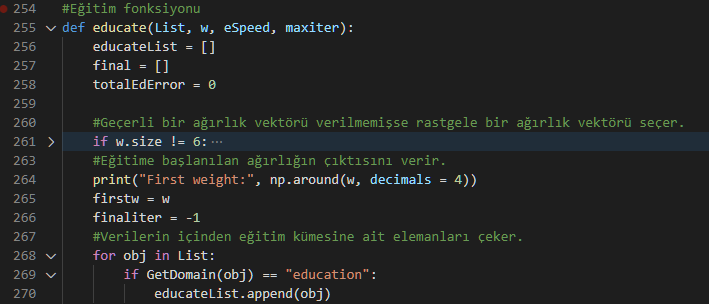 254 #Eğitim fonksiyonu
255 def educate(List, w, eSpeed, maxiter):
256 educateList = []
257 final = []
258 totalEdError = 0
259
260 #Geçerli bir ağırlık vektörü verilmemişse rastgele bir ağırlık vektörü seçer.
261 if w.size != 6:⋯
263 #Eğitime başlanılan ağırlığın çıktısını verir.
264 print("First weight:", np.around(w, decimals = 4))
265 firstw = w
266 finaliter = -1
267 #Verilerin içinden eğitim kümesine ait elemanları çeker.
268 for obj in List:
269 if GetDomain(obj) == "education":
270 educateList.append(obj)